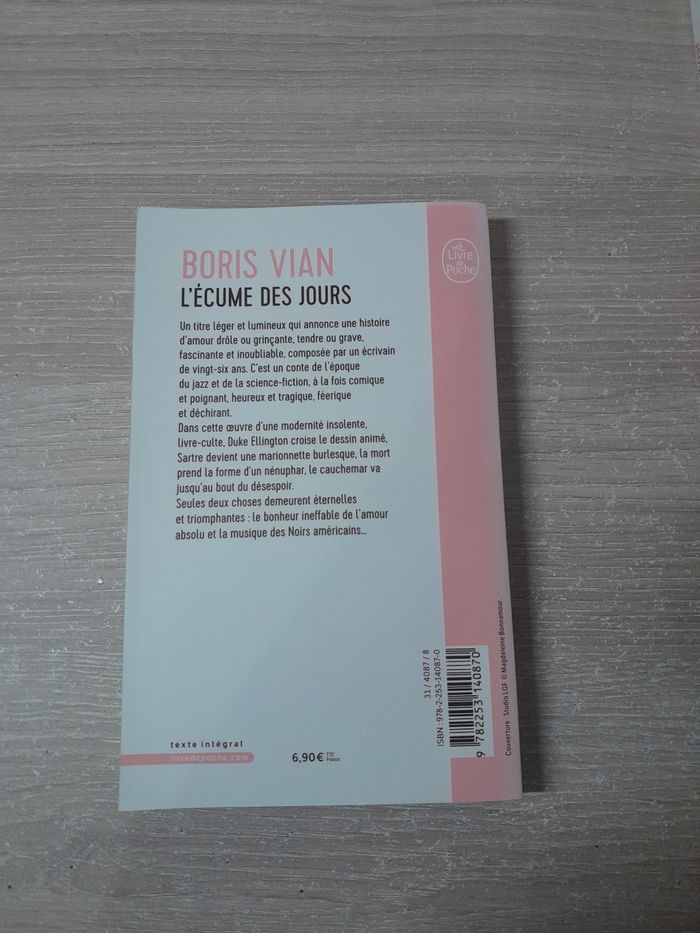 BORIS VIAN
L'ÉCUME DES JOURS
Un titre léger et lumineux qui annonce une histoire
d'amour drôle ou grinçante, tendre ou grave,
fascinante et inoubliable, composée par un écrivain
de vingt-six ans. C'est un conte de l'époque
du jazz et de la science-fiction, à la fois comique
et poignant, heureux et tragique, féerique
et déchirant.
Dans cette œuvre d'une modernité insolente,
livre-culte, Duke Ellington croise le dessin animé,
Sartre devient une marionnette burlesque, la mort
prend la forme d'un nénuphar, le cauchemar va
jusqu'au bout du désespoir.
Seules deux choses demeurent éternelles
et triomphantes : le bonheur ineffable de l'amour
absolu et la musique des Noirs américains...
Le
Livre
de
Poche
texte intégral
livredepoche.com
6,90 € TTC
France
31 / 4087 / 8
ISBN : 978-2-253-14087-0
9 782253 140870
Couverture : Studio LGF. © Magdeleine Bonnamour.